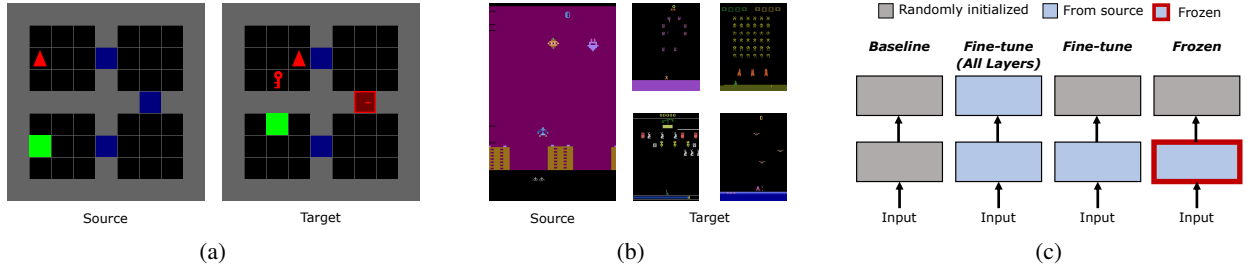 Source
Target
(a)
Source
Target
(b)
Randomly initialized
From source
Frozen
Baseline
Fine-tune
(All Layers)
Fine-tune
Frozen
Input
Input
Input
Input
(c)